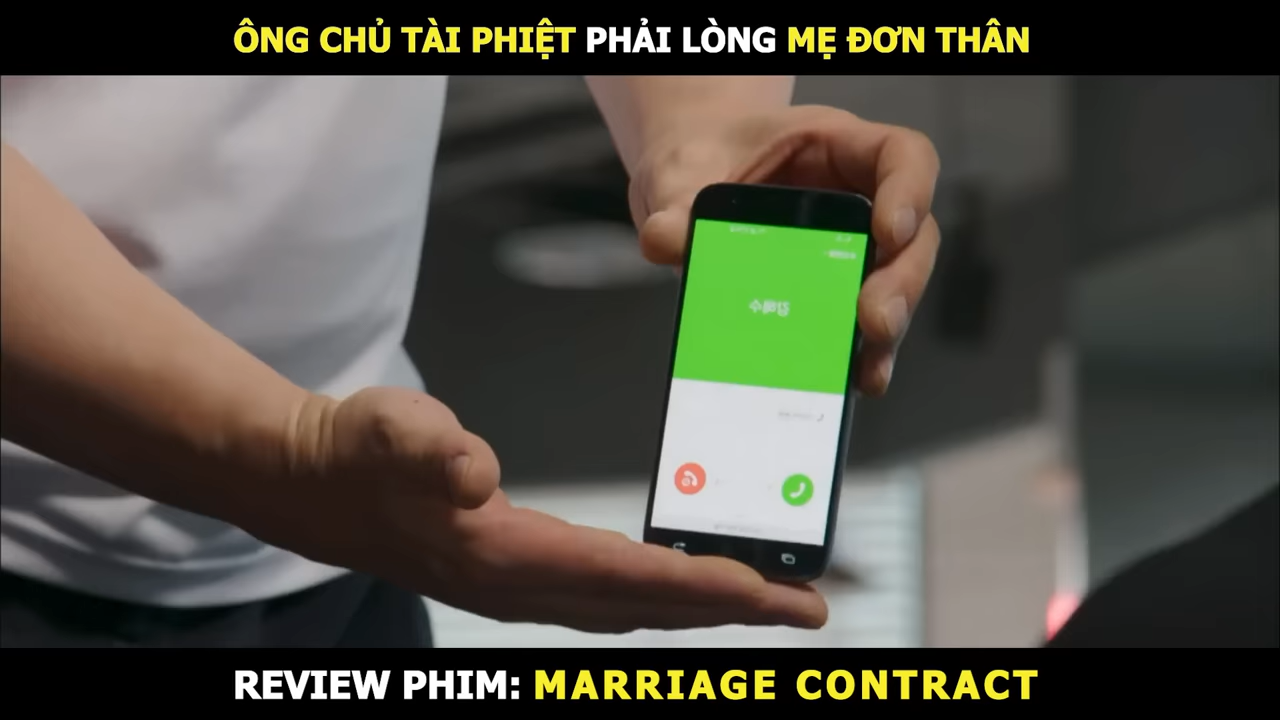 ÔNG CHỦ TÀI PHIỆT PHẢI LÒNG MẸ ĐƠN THÂN
REVIEW PHIM: MARRIAGE CONTRACT